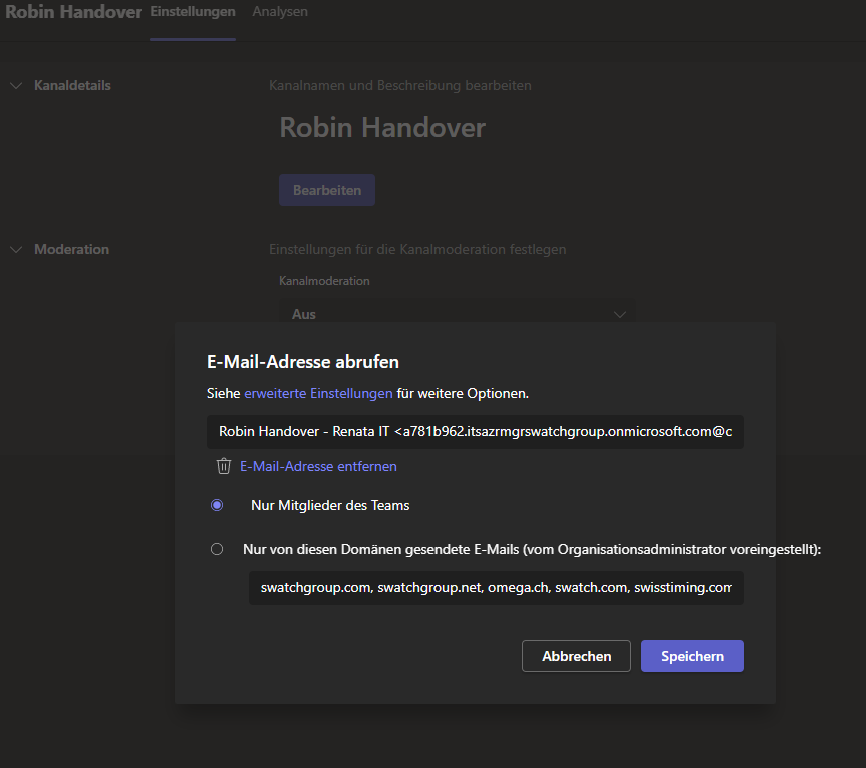 Robin Handover Einstellungen Analysen
Kanaldetails Kanalnamen und Beschreibung bearbeiten
Robin Handover
Bearbeiten
Moderation Einstellungen für die Kanalmoderation festlegen
Kanalmoderation
Aus
E-Mail-Adresse abrufen
Siehe erweiterte Einstellungen für weitere Optionen.
Robin Handover - Renata IT <a781b962.itsazrmgrswatchgroup.onmicrosoft.com@c
E-Mail-Adresse entfernen
Nur Mitglieder des Teams
Nur von diesen Domänen gesendete E-Mails (vom Organisationsadministrator voreingestellt):
swatchgroup.com, swatchgroup.net, omega.ch, swatch.com, swisstiming.com
Abbrechen Speichern